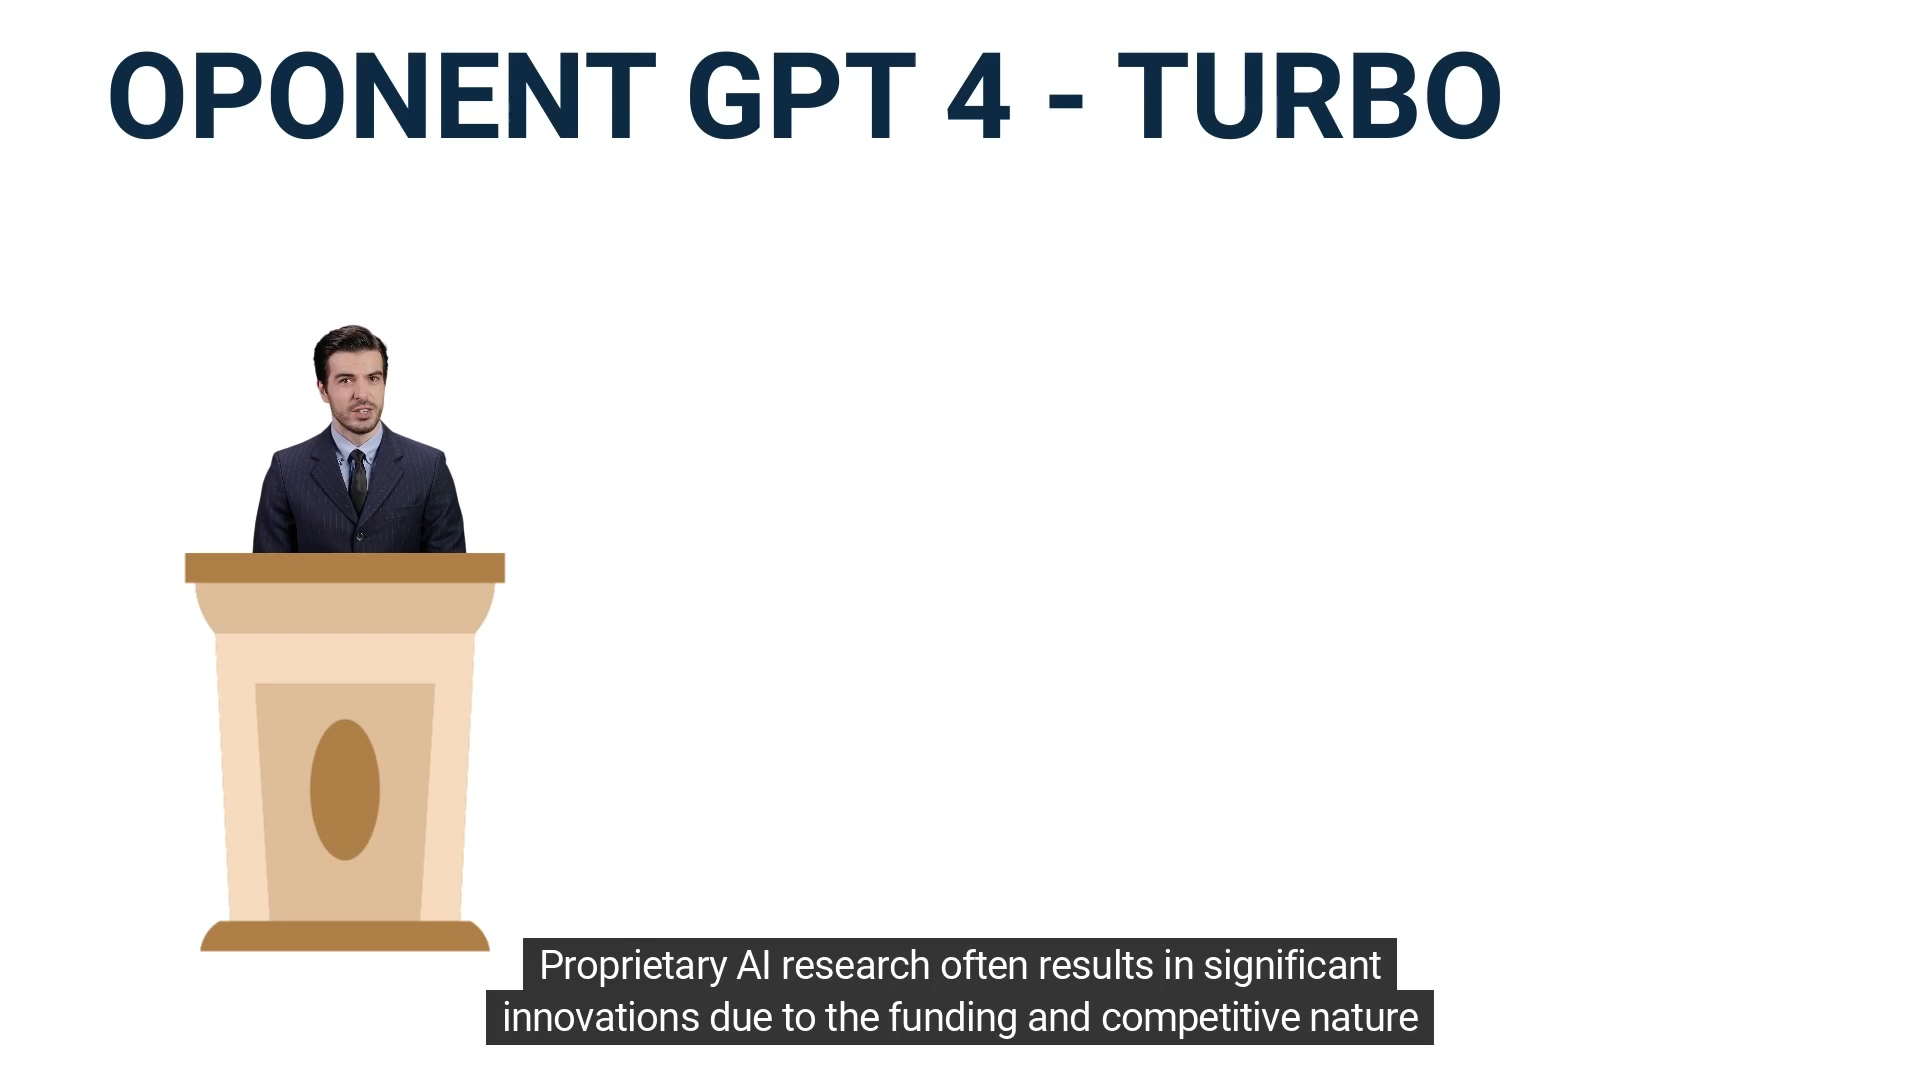 OPONENT GPT 4 - TURBO
Proprietary AI research often results in significant
innovations due to the funding and competitive nature